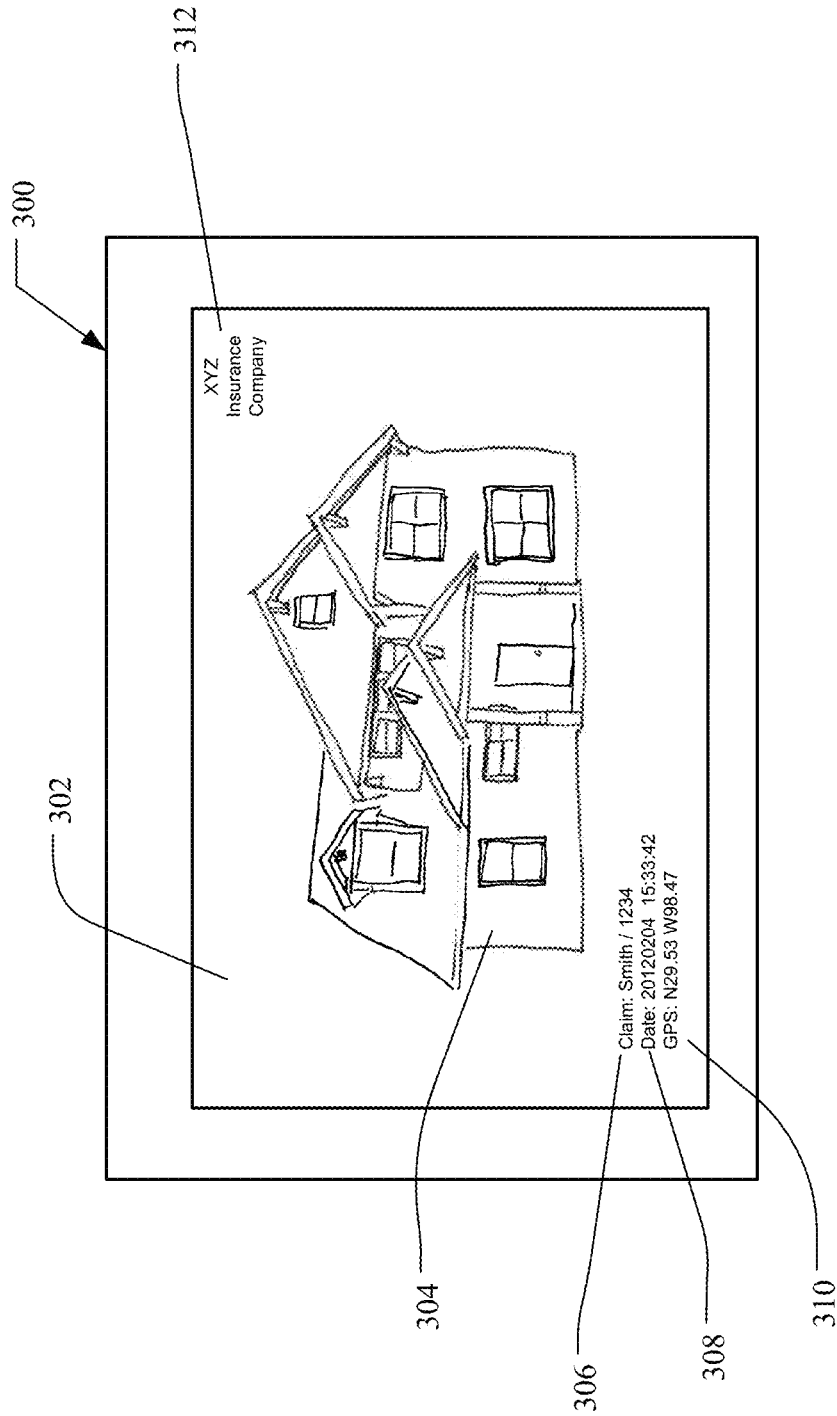 300
302
312
XYZ
Insurance
Company
304
Claim: Smith / 1234
Date: 20120204 15:33:42
GPS: N29.53 W98.47
306
308
310